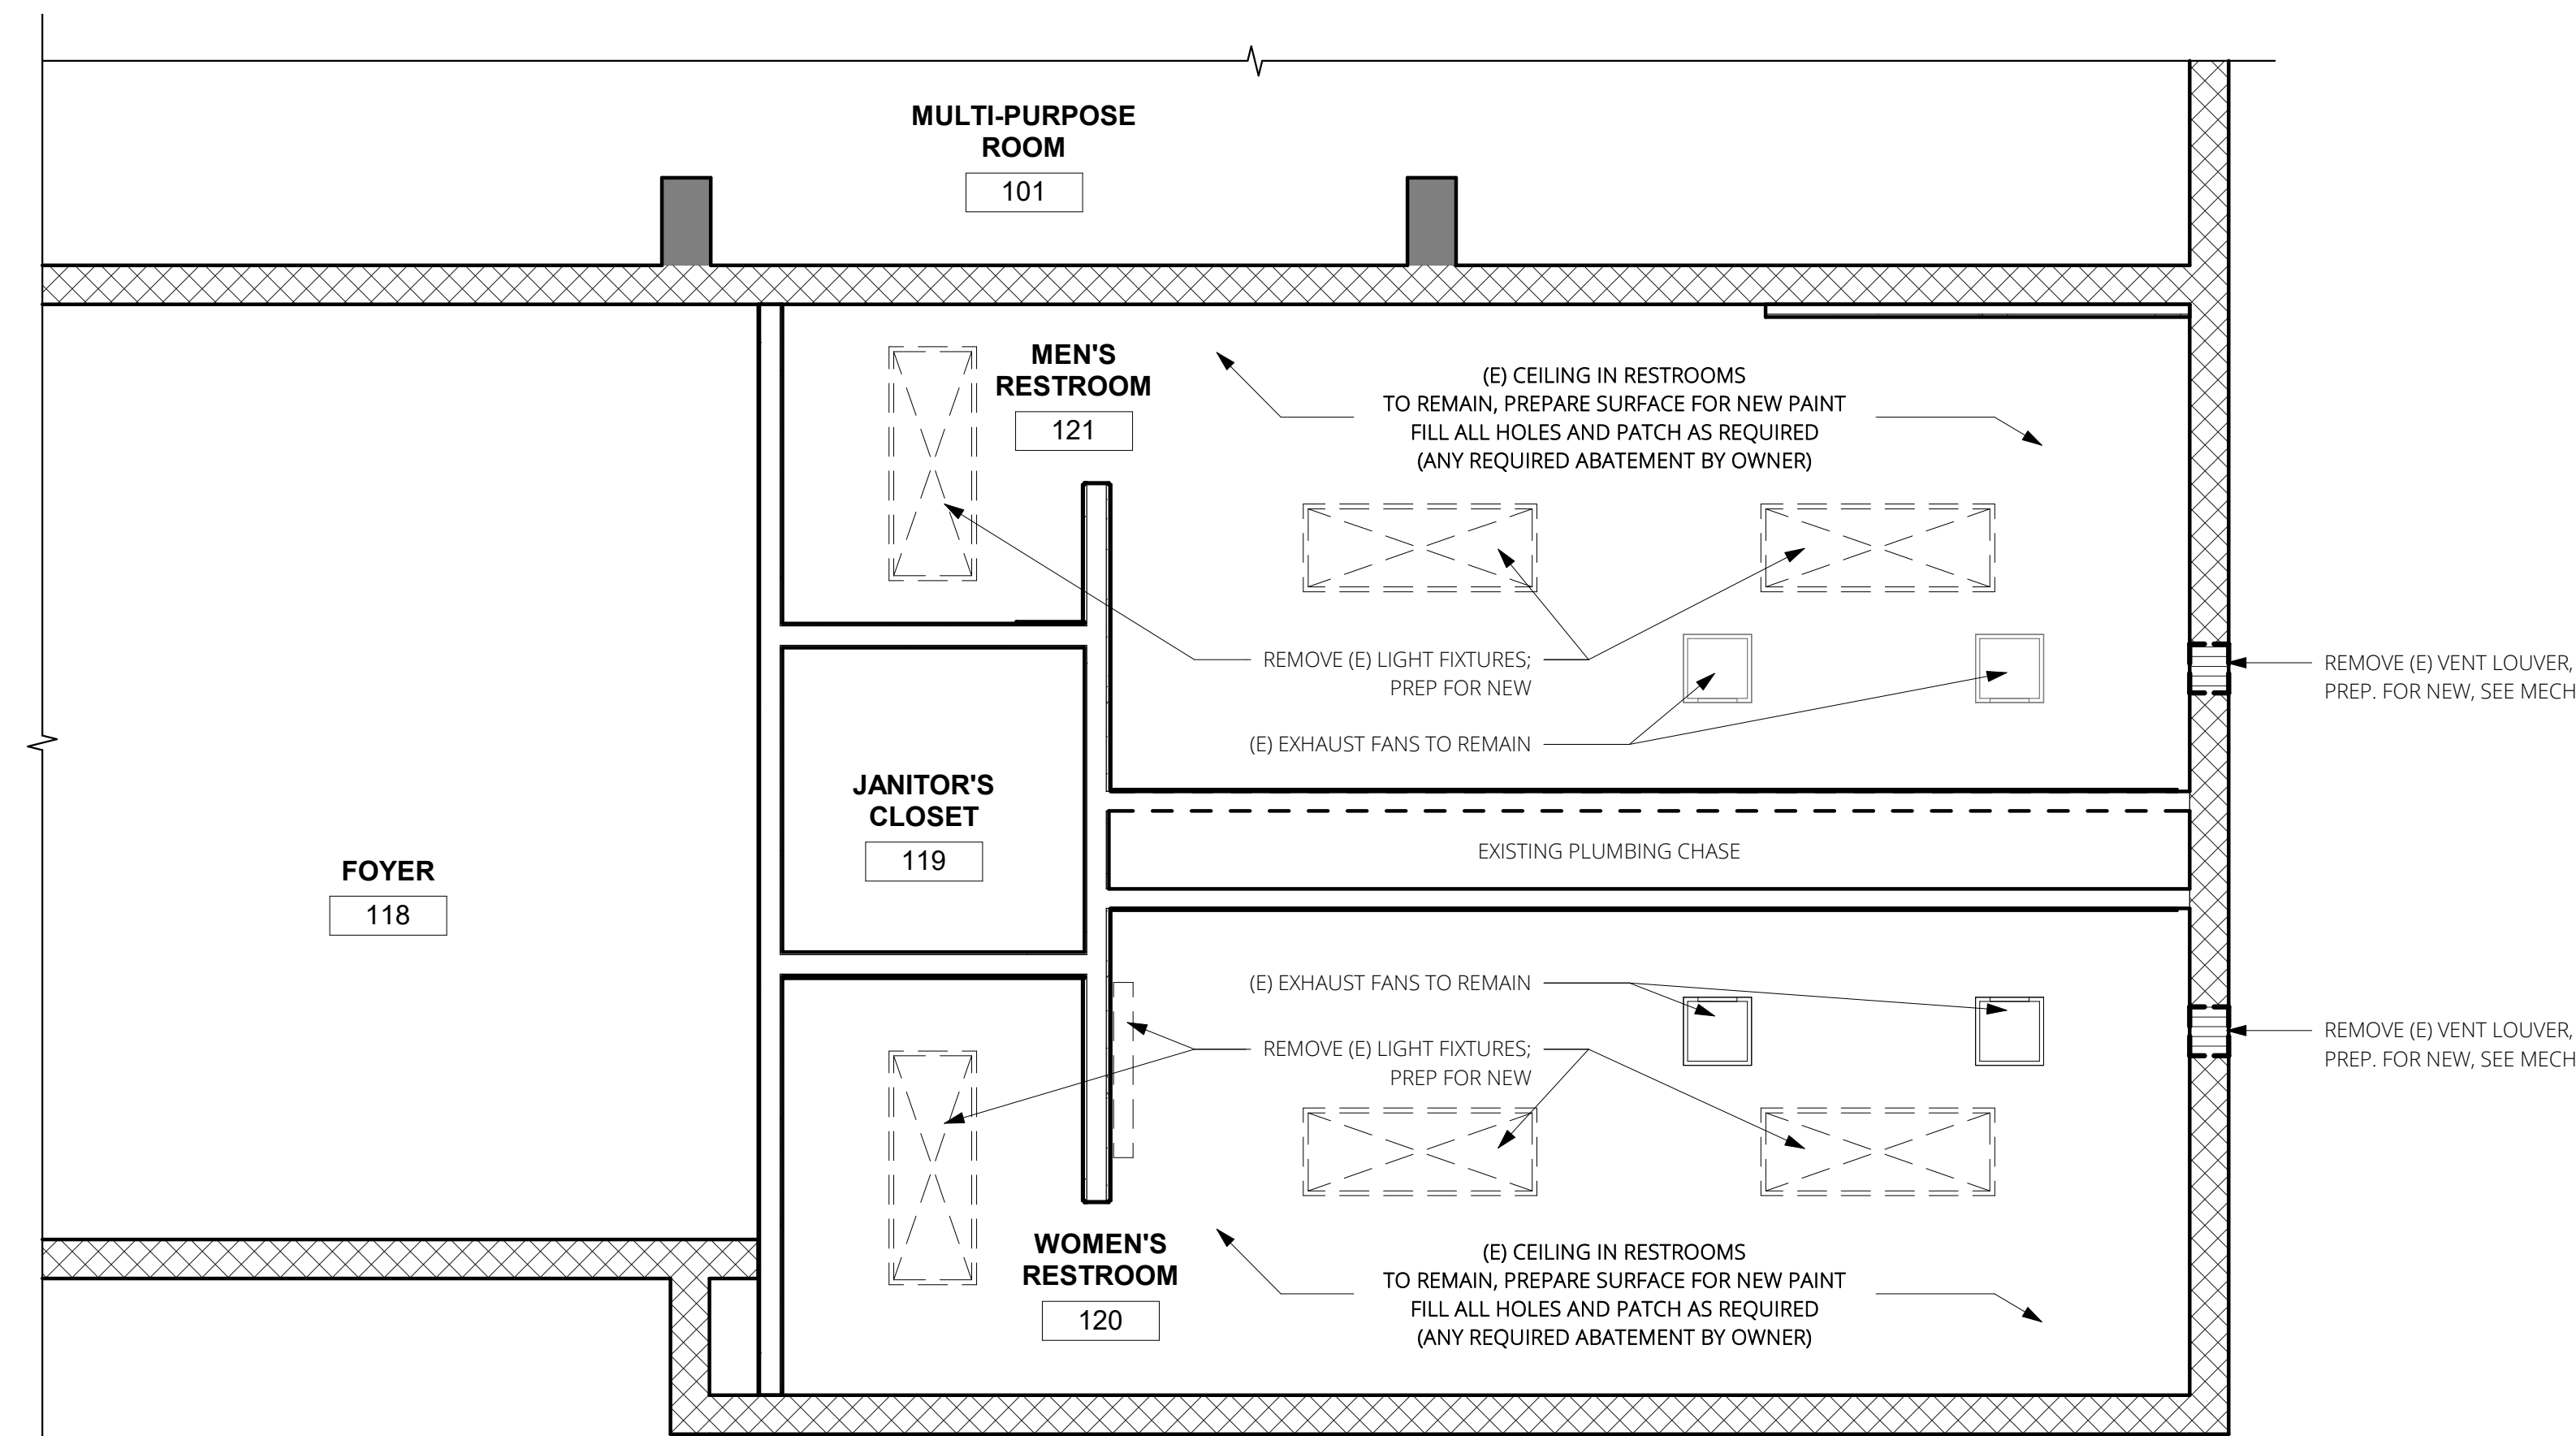 MULTI-PURPOSE
ROOM
101
MEN'S
RESTROOM
121
(E) CEILING IN RESTROOMS
TO REMAIN, PREPARE SURFACE FOR NEW PAINT
FILL ALL HOLES AND PATCH AS REQUIRED
(ANY REQUIRED ABATEMENT BY OWNER)
REMOVE (E) LIGHT FIXTURES;
PREP FOR NEW
REMOVE (E) VENT LOUVER,
PREP. FOR NEW, SEE MECH
(E) EXHAUST FANS TO REMAIN
JANITOR'S
CLOSET
119
EXISTING PLUMBING CHASE
FOYER
118
(E) EXHAUST FANS TO REMAIN
REMOVE (E) LIGHT FIXTURES;
PREP FOR NEW
REMOVE (E) VENT LOUVER,
PREP. FOR NEW, SEE MECH
WOMEN'S
RESTROOM
120
(E) CEILING IN RESTROOMS
TO REMAIN, PREPARE SURFACE FOR NEW PAINT
FILL ALL HOLES AND PATCH AS REQUIRED
(ANY REQUIRED ABATEMENT BY OWNER)